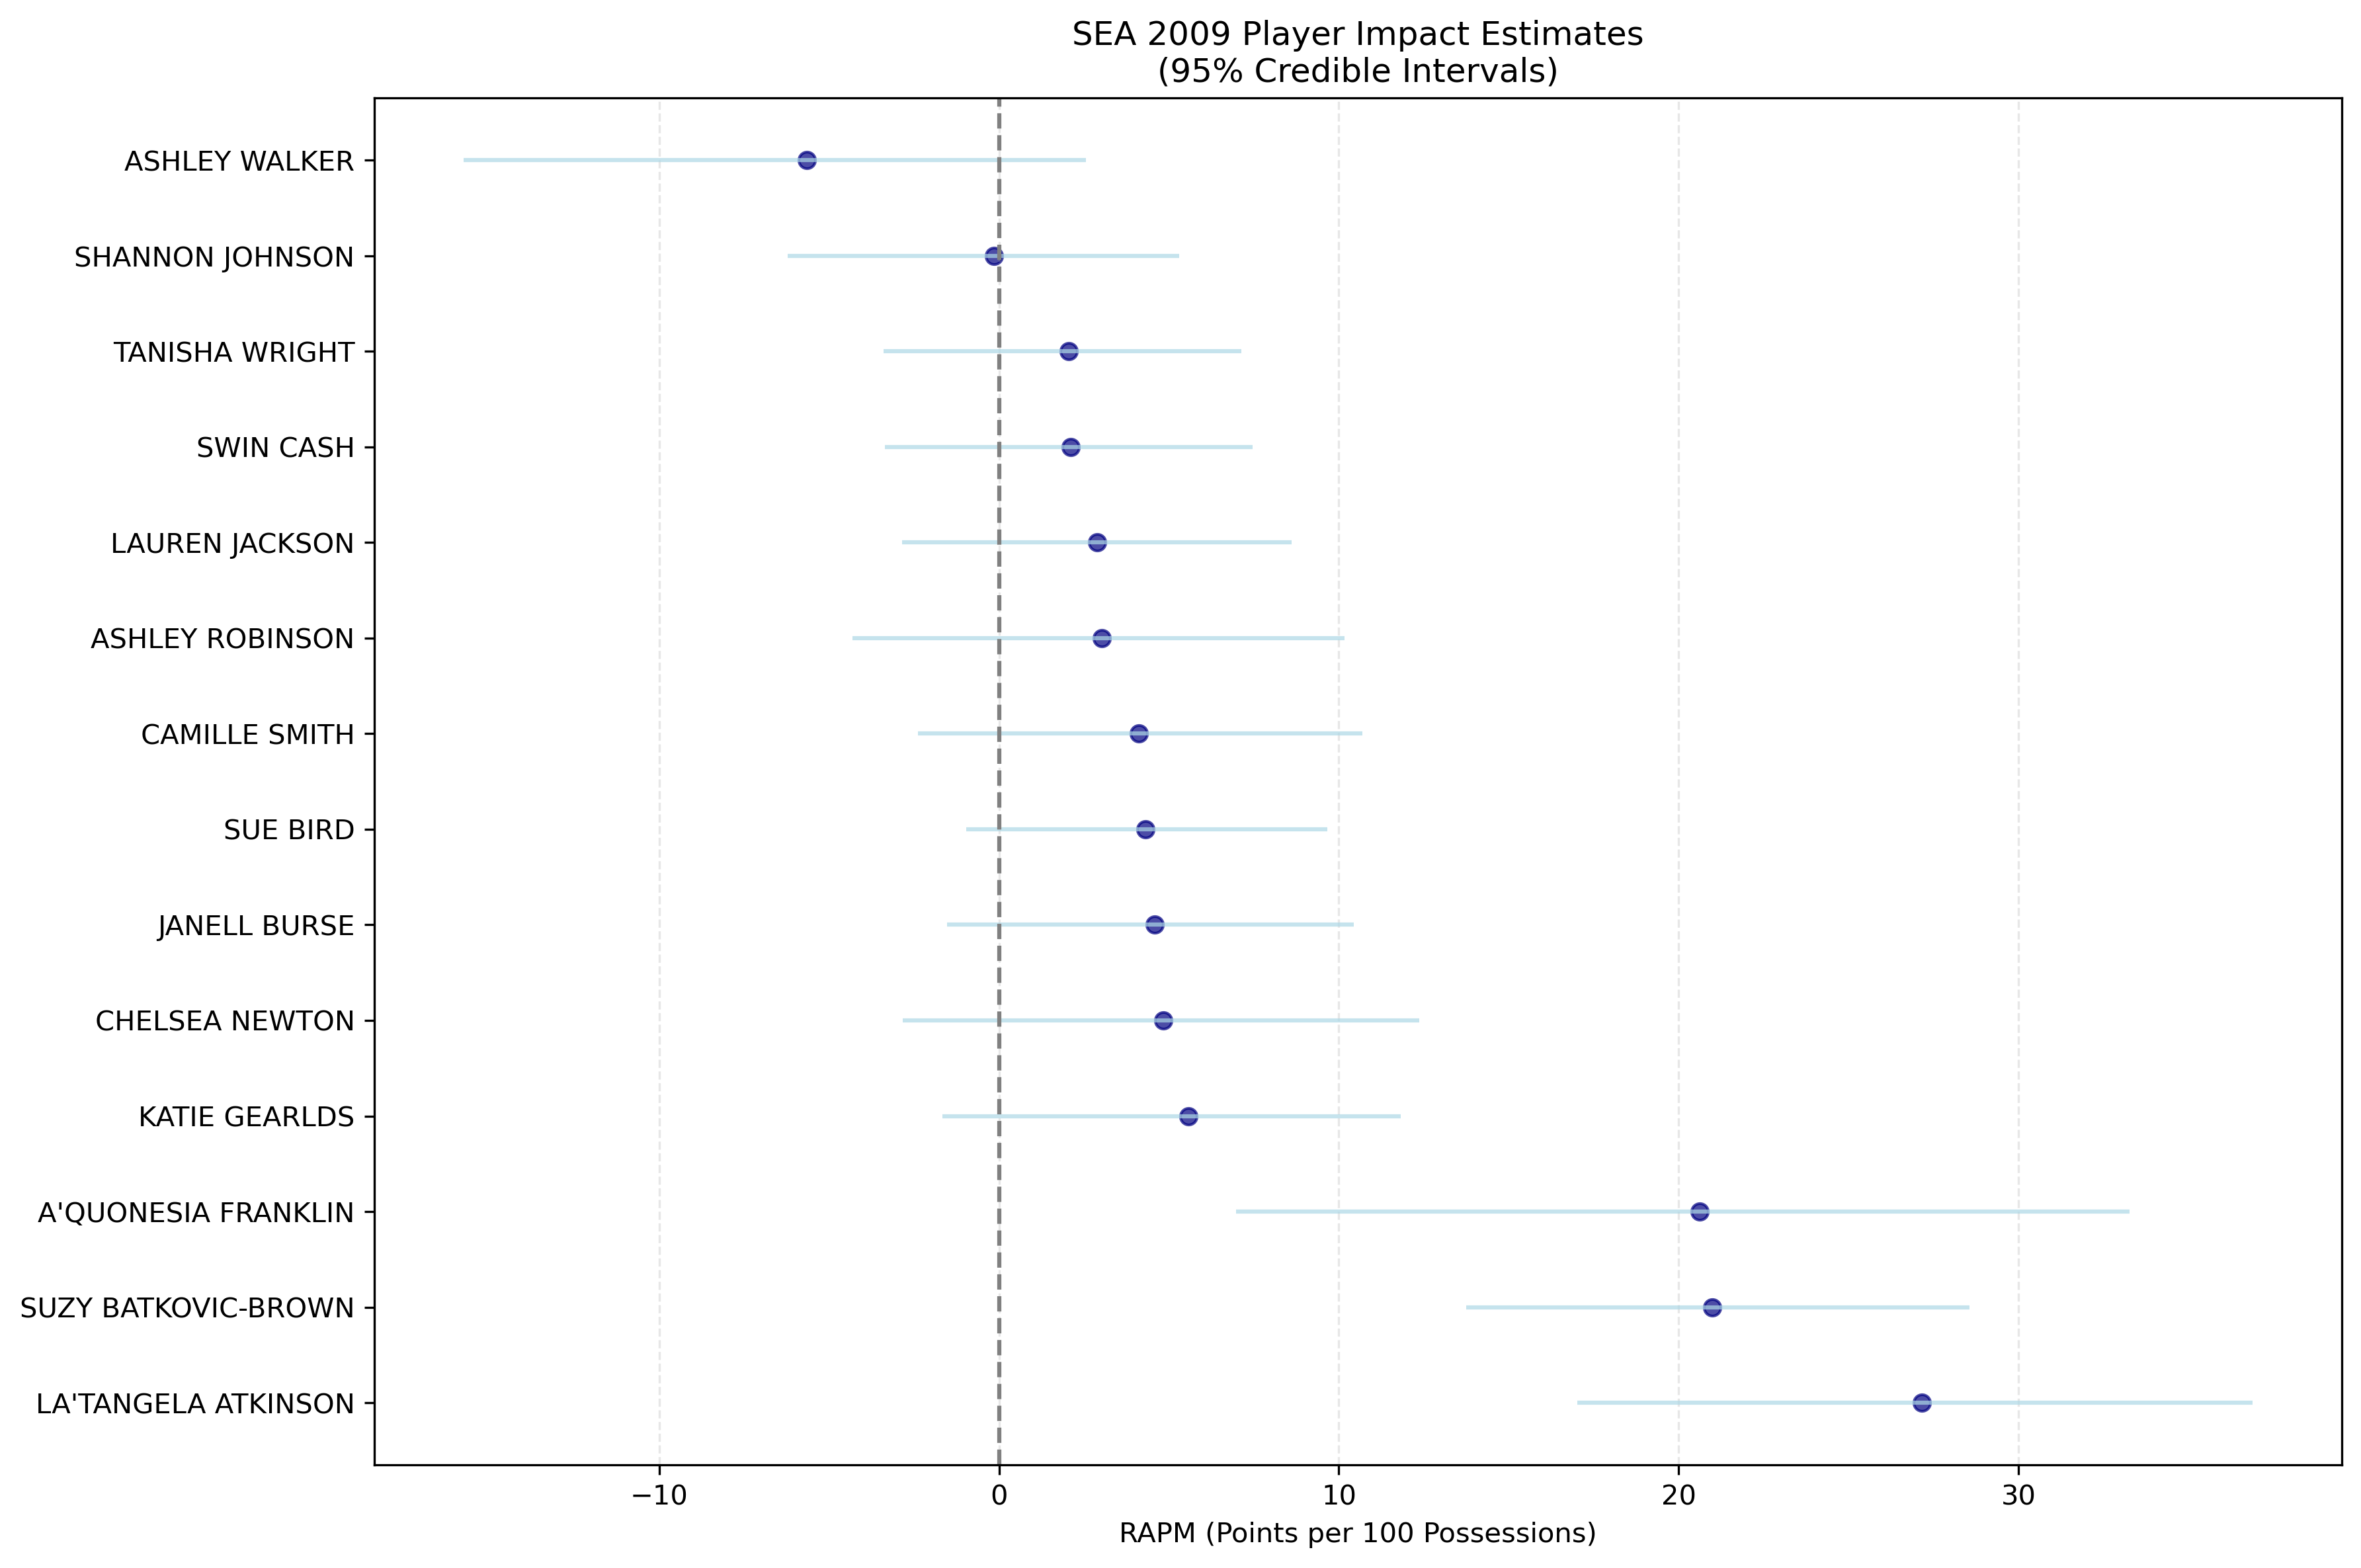 SEA 2009 Player Impact Estimates
(95% Credible Intervals)
ASHLEY WALKER
SHANNON JOHNSON
TANISHA WRIGHT
SWIN CASH
LAUREN JACKSON
ASHLEY ROBINSON
CAMILLE SMITH
SUE BIRD
JANELL BURSE
CHELSEA NEWTON
KATIE GEARLDS
A'QUONESIA FRANKLIN
SUZY BATKOVIC-BROWN
LA'TANGELA ATKINSON
−10 0 10 20 30
RAPM (Points per 100 Possessions)